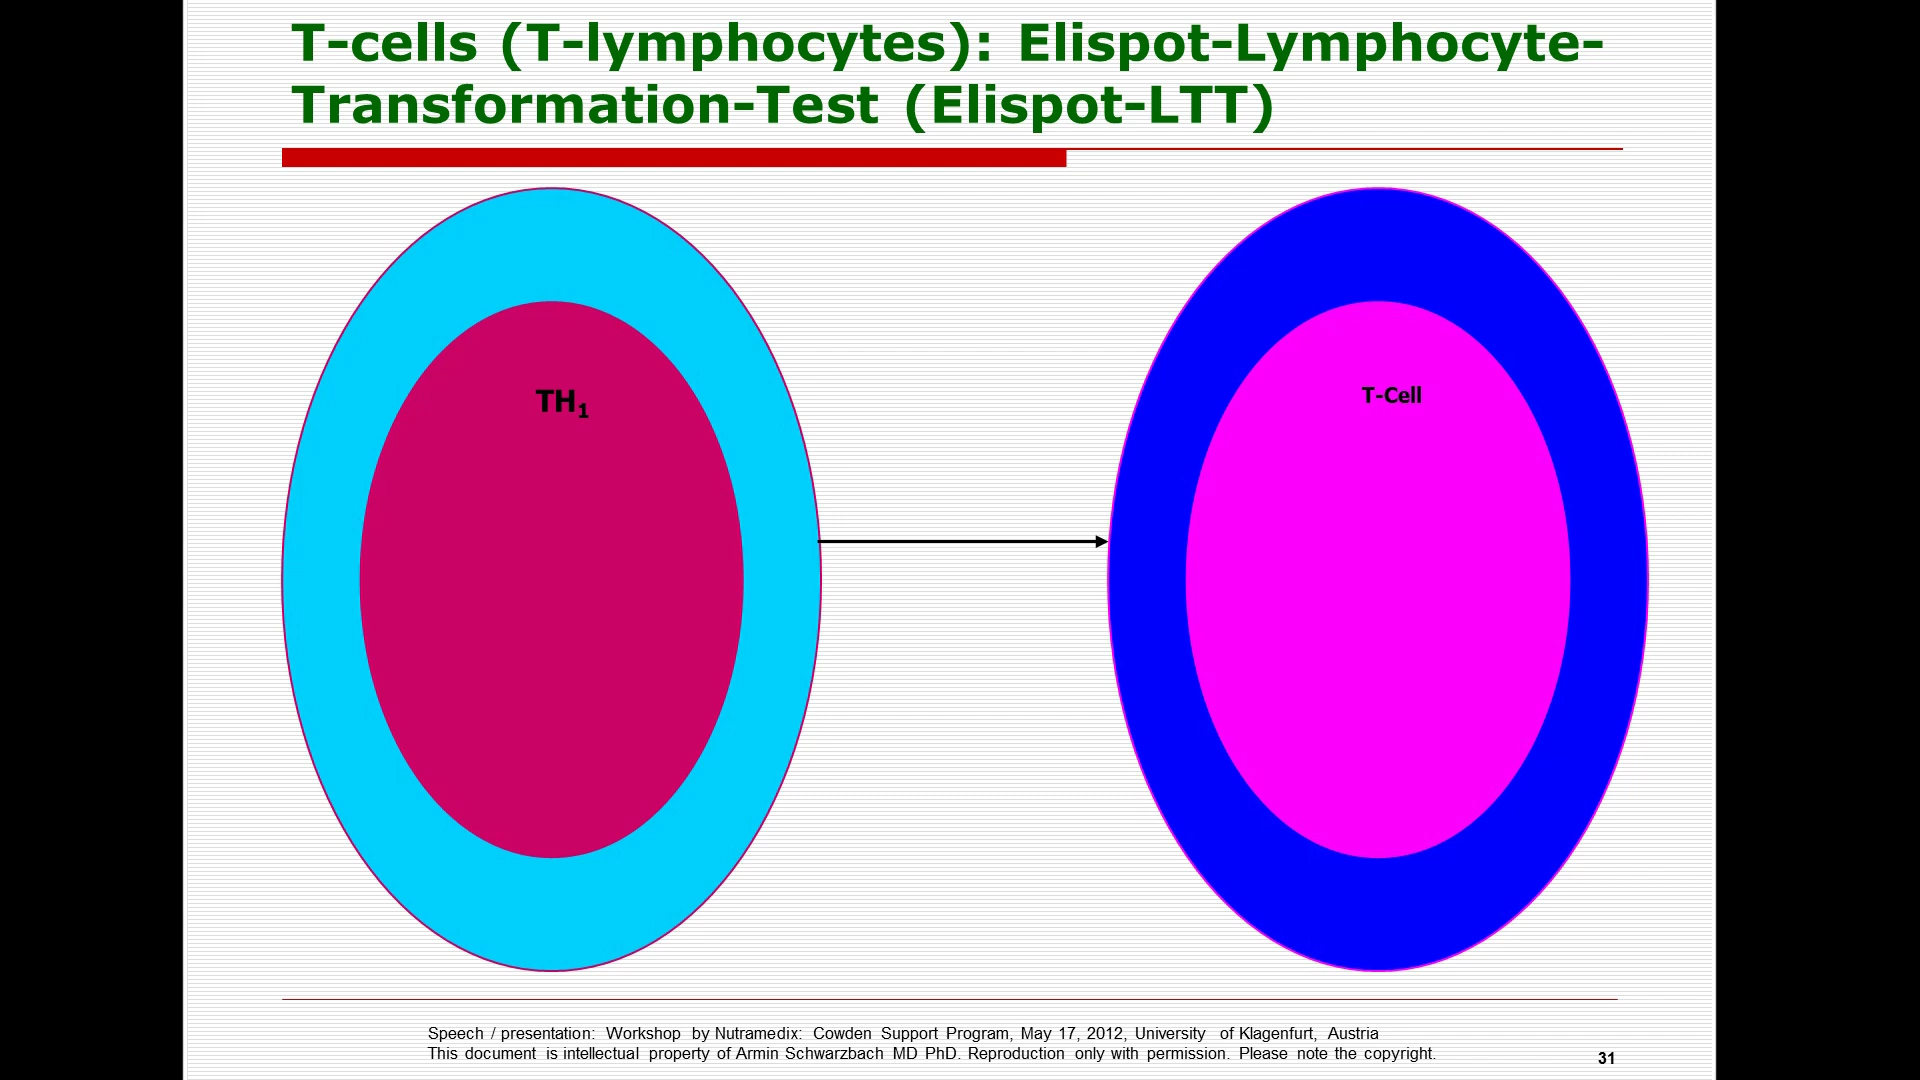 T-cells (T-lymphocytes): Elispot-Lymphocyte-
Transformation-Test (Elispot-LTT)
TH₁
T-Cell
Speech / presentation: Workshop by Nutramedix: Cowden Support Program, May 17, 2012, University of Klagenfurt, Austria
This document is intellectual property of Armin Schwarzbach MD PhD. Reproduction only with permission. Please note the copyright.
31